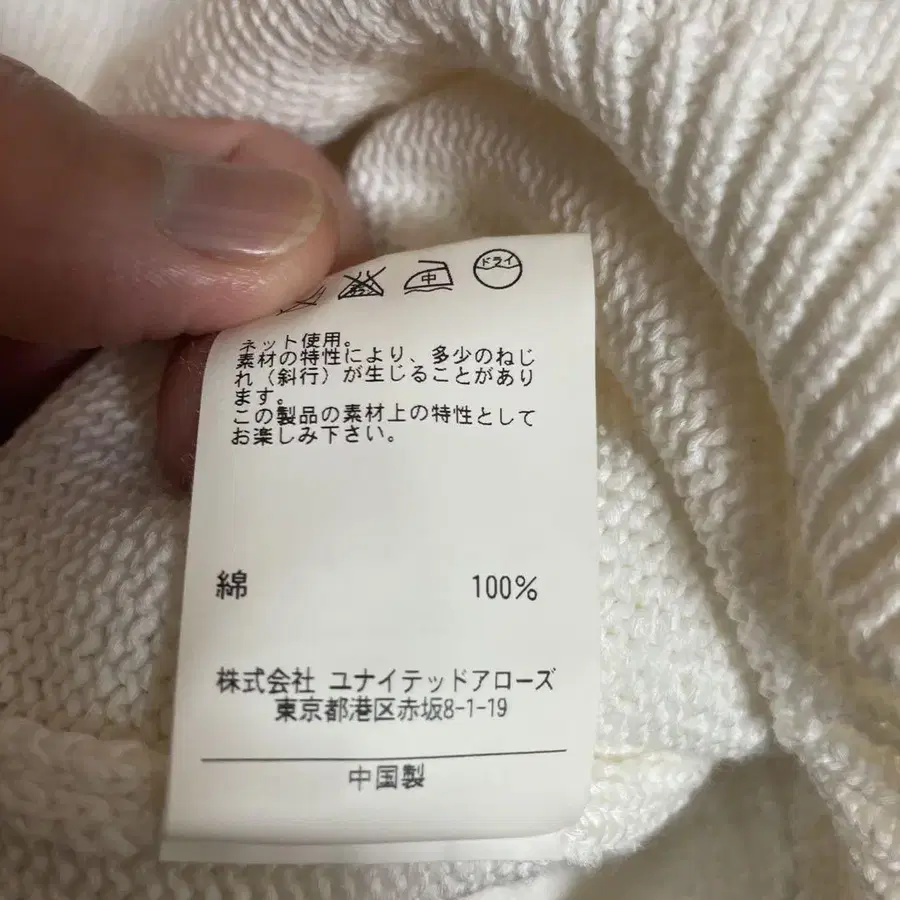 中
ドライ
ネット使用。
素材の特性により、多少のねじ
れ（斜行）が生じることがあり
ます。
この製品の素材上の特性として
お楽しみ下さい。
綿 100%
株式会社 ユナイテッドアローズ
東京都港区赤坂8-1-19
中国製